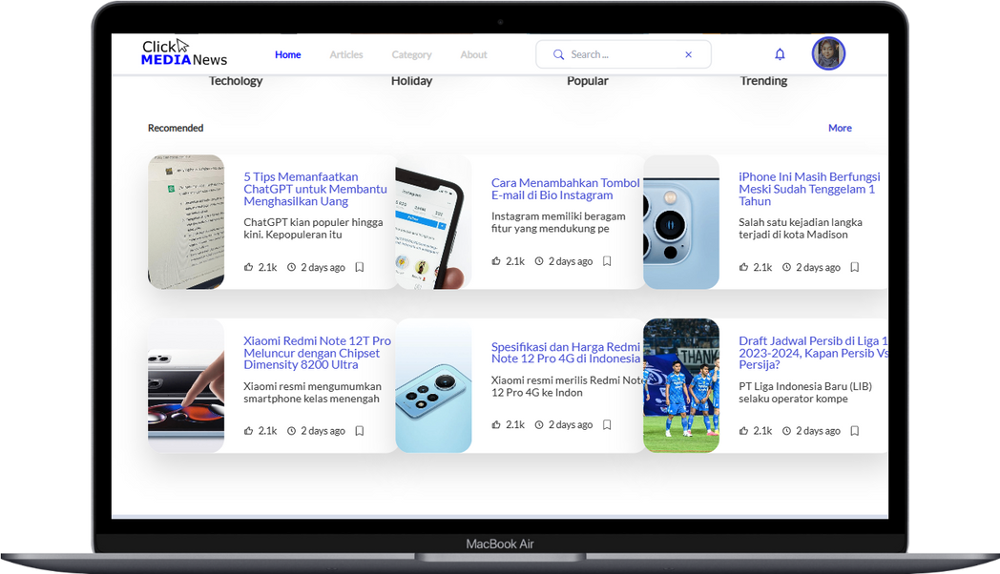 Click
MEDIA News
Home
Articles
Category
About
Search ...
Techology
Holiday
Popular
Trending
Recomended
More
5 Tips Memanfaatkan
ChatGPT untuk Membantu
Menghasilkan Uang
ChatGPT kian populer hingga
kini. Kepopuleran itu
2.1k
2 days ago
Cara Menambahkan Tombol
E-mail di Bio Instagram
Instagram memiliki beragam
fitur yang mendukung pe
2.1k
2 days ago
iPhone Ini Masih Berfungsi
Meski Sudah Tenggelam 1
Tahun
Salah satu kejadian langka
terjadi di kota Madison
2.1k
2 days ago
Xiaomi Redmi Note 12T Pro
Meluncur dengan Chipset
Dimensity 8200 Ultra
Xiaomi resmi mengumumkan
smartphone kelas menengah
2.1k
2 days ago
Spesifikasi dan Harga Redmi
Note 12 Pro 4G di Indonesia
Xiaomi resmi merilis Redmi Note
12 Pro 4G ke Indon
2.1k
2 days ago
THANK
Draft Jadwal Persib di Liga 1
2023-2024, Kapan Persib Vs
Persija?
PT Liga Indonesia Baru (LIB)
selaku operator kompe
2.1k
2 days ago
MacBook Air